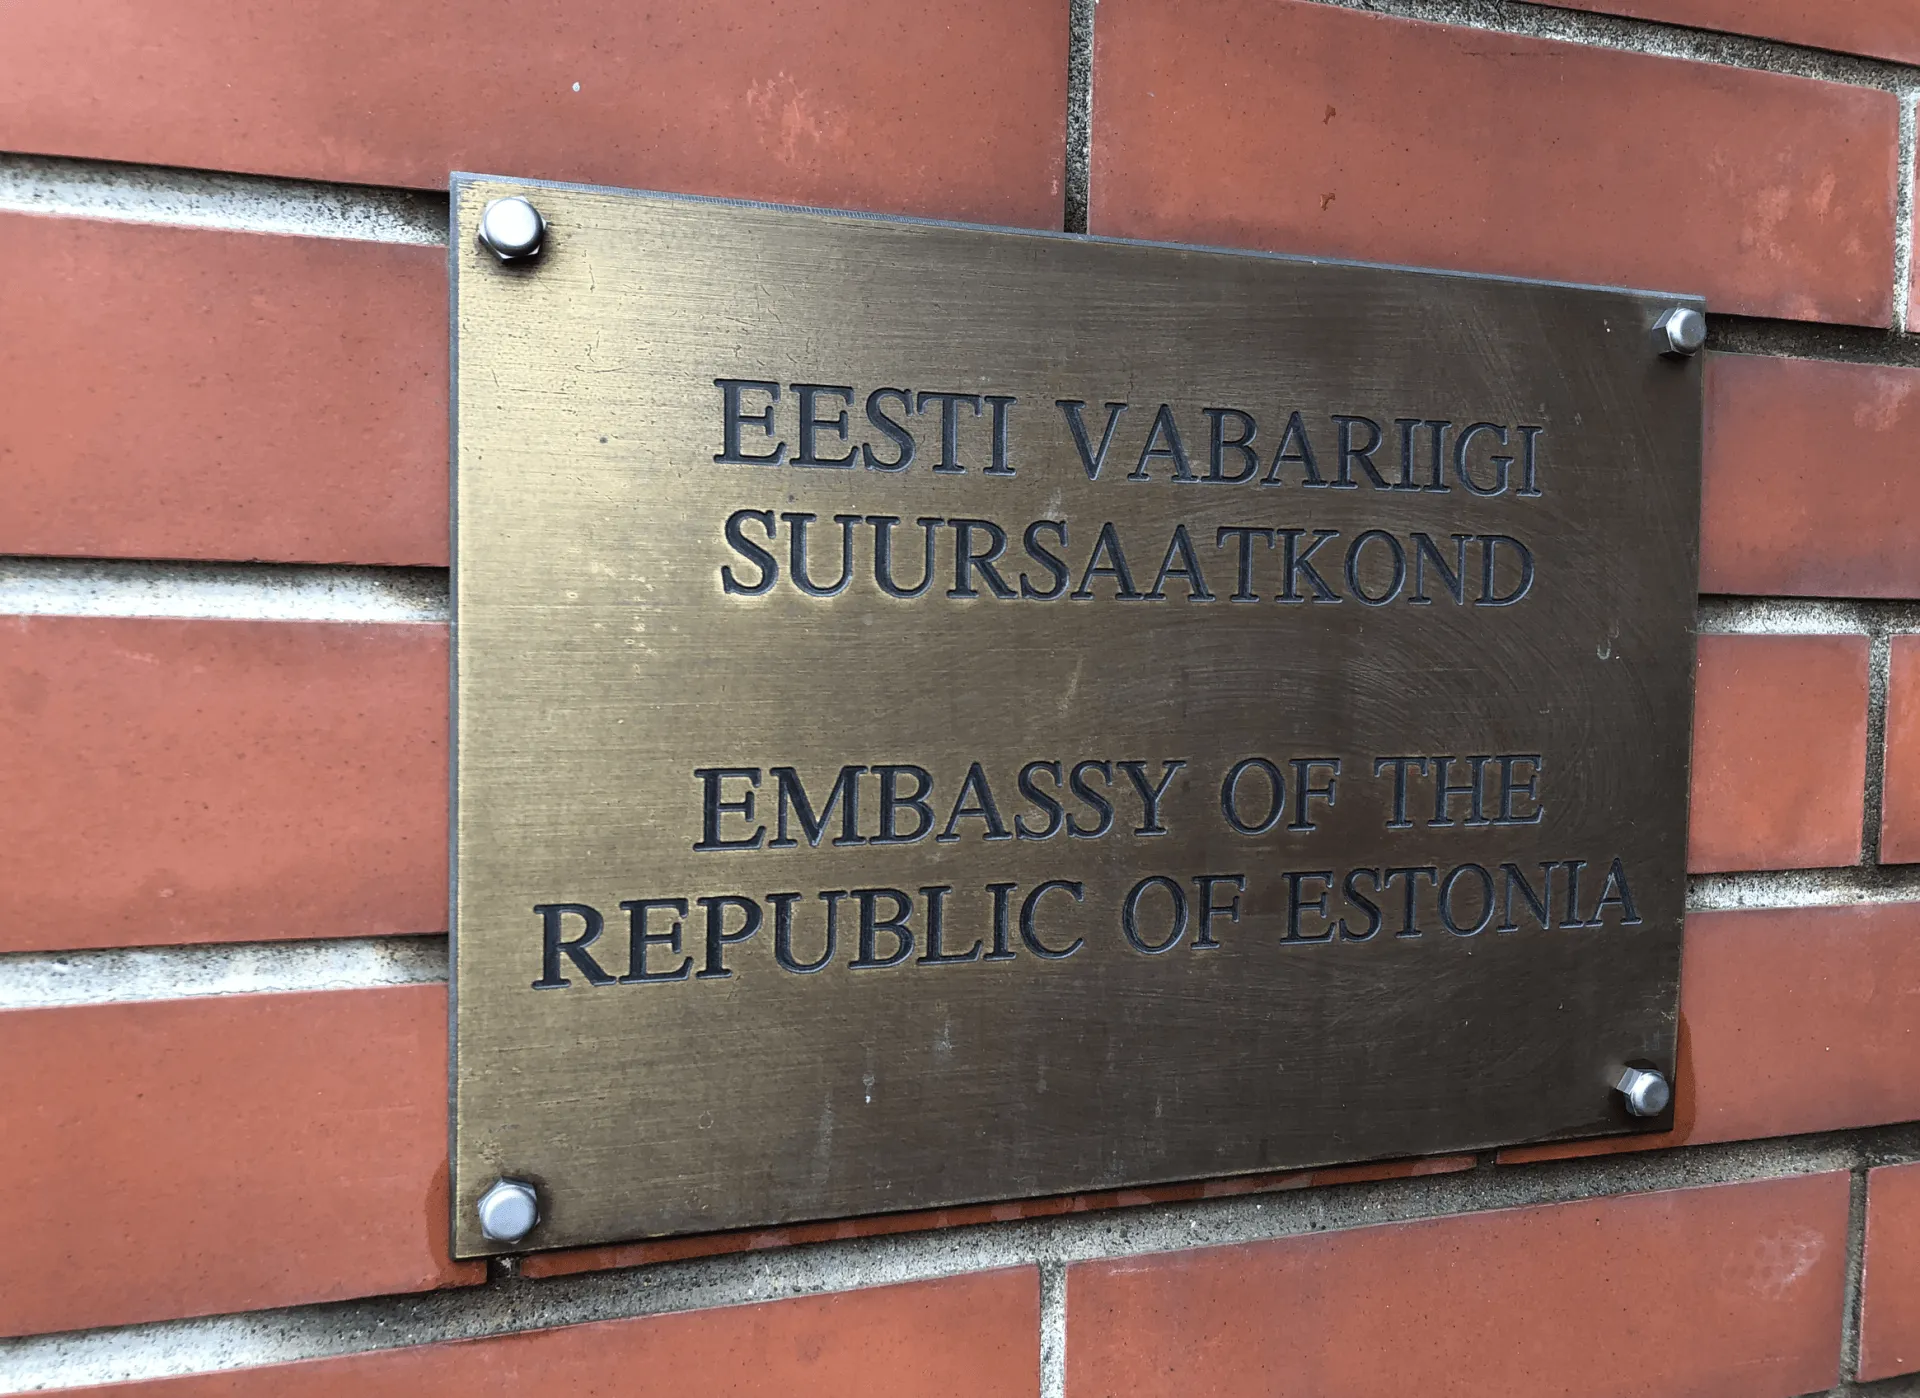 EESTI VABARIIGI
SUURSAATKOND
EMBASSY OF THE
REPUBLIC OF ESTONIA